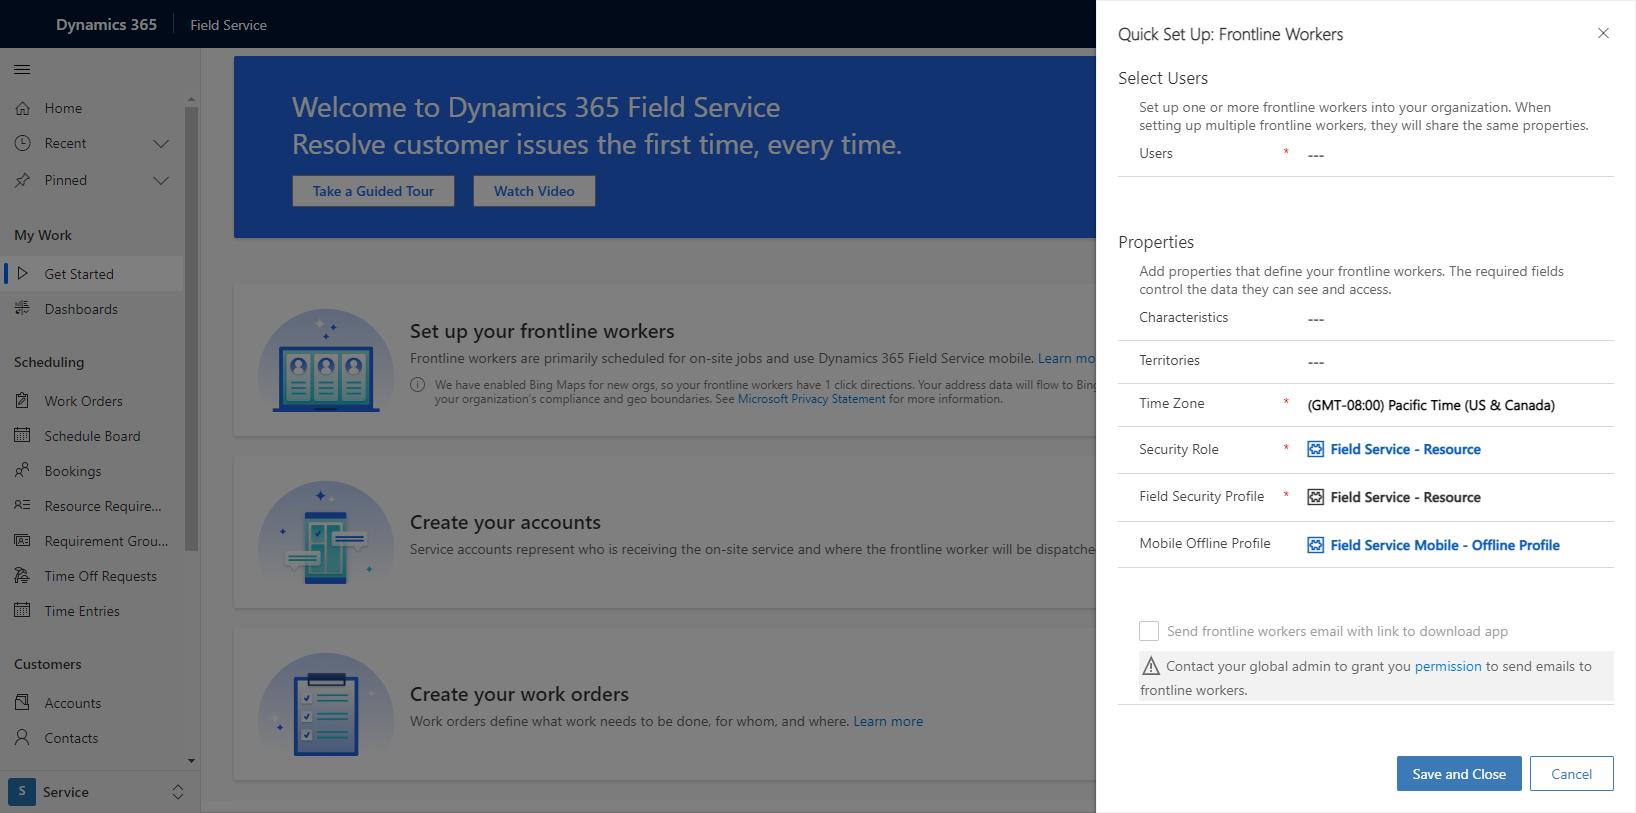 Dynamics 365
Field Service
Home
Recent
Pinned
My Work
Get Started
Dashboards
Scheduling
Work Orders
Schedule Board
Bookings
Resource Require...
Requirement Grou...
Time Off Requests
Time Entries
Customers
Accounts
Contacts
S
Service
Welcome to Dynamics 365 Field Service
Resolve customer issues the first time, every time.
Take a Guided Tour
Watch Video
Set up your frontline workers
Frontline workers are primarily scheduled for on-site jobs and use Dynamics 365 Field Service mobile. Learn mo
We have enabled Bing Maps for new orgs, so your frontline workers have 1 click directions. Your address data will flow to Bing
your organization's compliance and geo boundaries. See Microsoft Privacy Statement for more information.
Create your accounts
Service accounts represent who is receiving the on-site service and where the frontline worker will be dispatche
Create your work orders
Work orders define what work needs to be done, for whom, and where. Learn more
Quick Set Up: Frontline Workers
Select Users
Set up one or more frontline workers into your organization. When
setting up multiple frontline workers, they will share the same properties.
Users * ---
Properties
Add properties that define your frontline workers. The required fields
control the data they can see and access.
Characteristics ---
Territories ---
Time Zone * (GMT-08:00) Pacific Time (US & Canada)
Security Role * Field Service - Resource
Field Security Profile * Field Service - Resource
Mobile Offline Profile Field Service Mobile - Offline Profile
Send frontline workers email with link to download app
Contact your global admin to grant you permission to send emails to
frontline workers.
Save and Close
Cancel